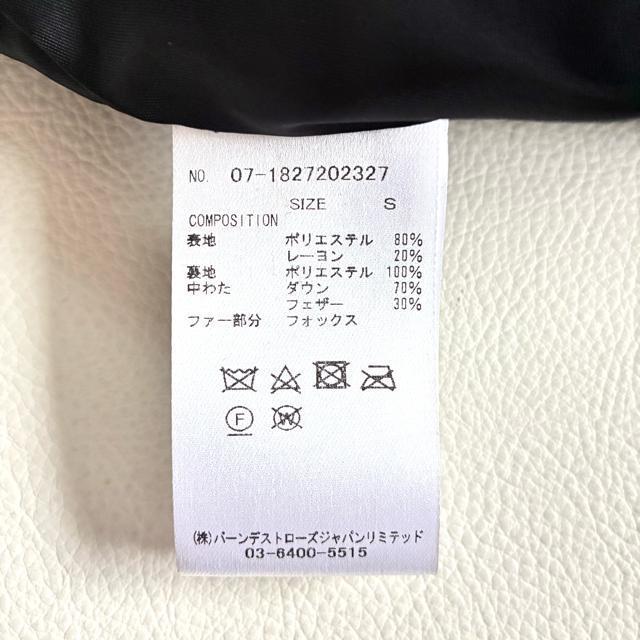 NO. 07-1827202327
SIZE S
COMPOSITION
表地 ポリエステル 80%
レーヨン 20%
裏地 ポリエステル 100%
中わた ダウン 70%
フェザー 30%
ファー部分 フォックス
F W
(株)バーンデストローズジャパンリミテッド
03-6400-5515